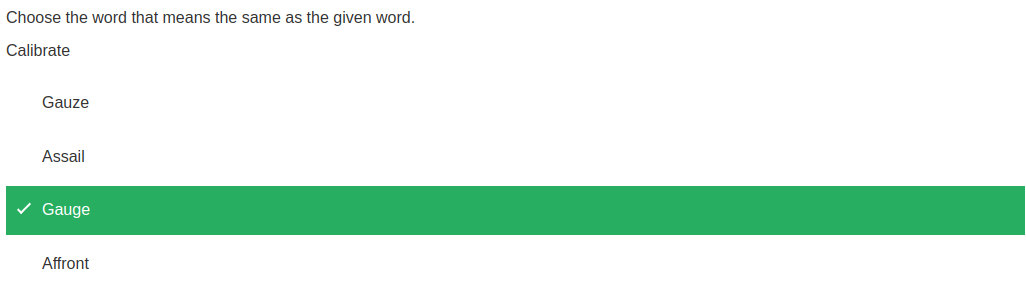 Choose the word that means the same as the given word.
Calibrate
Gauze
Assail
Gauge
Affront